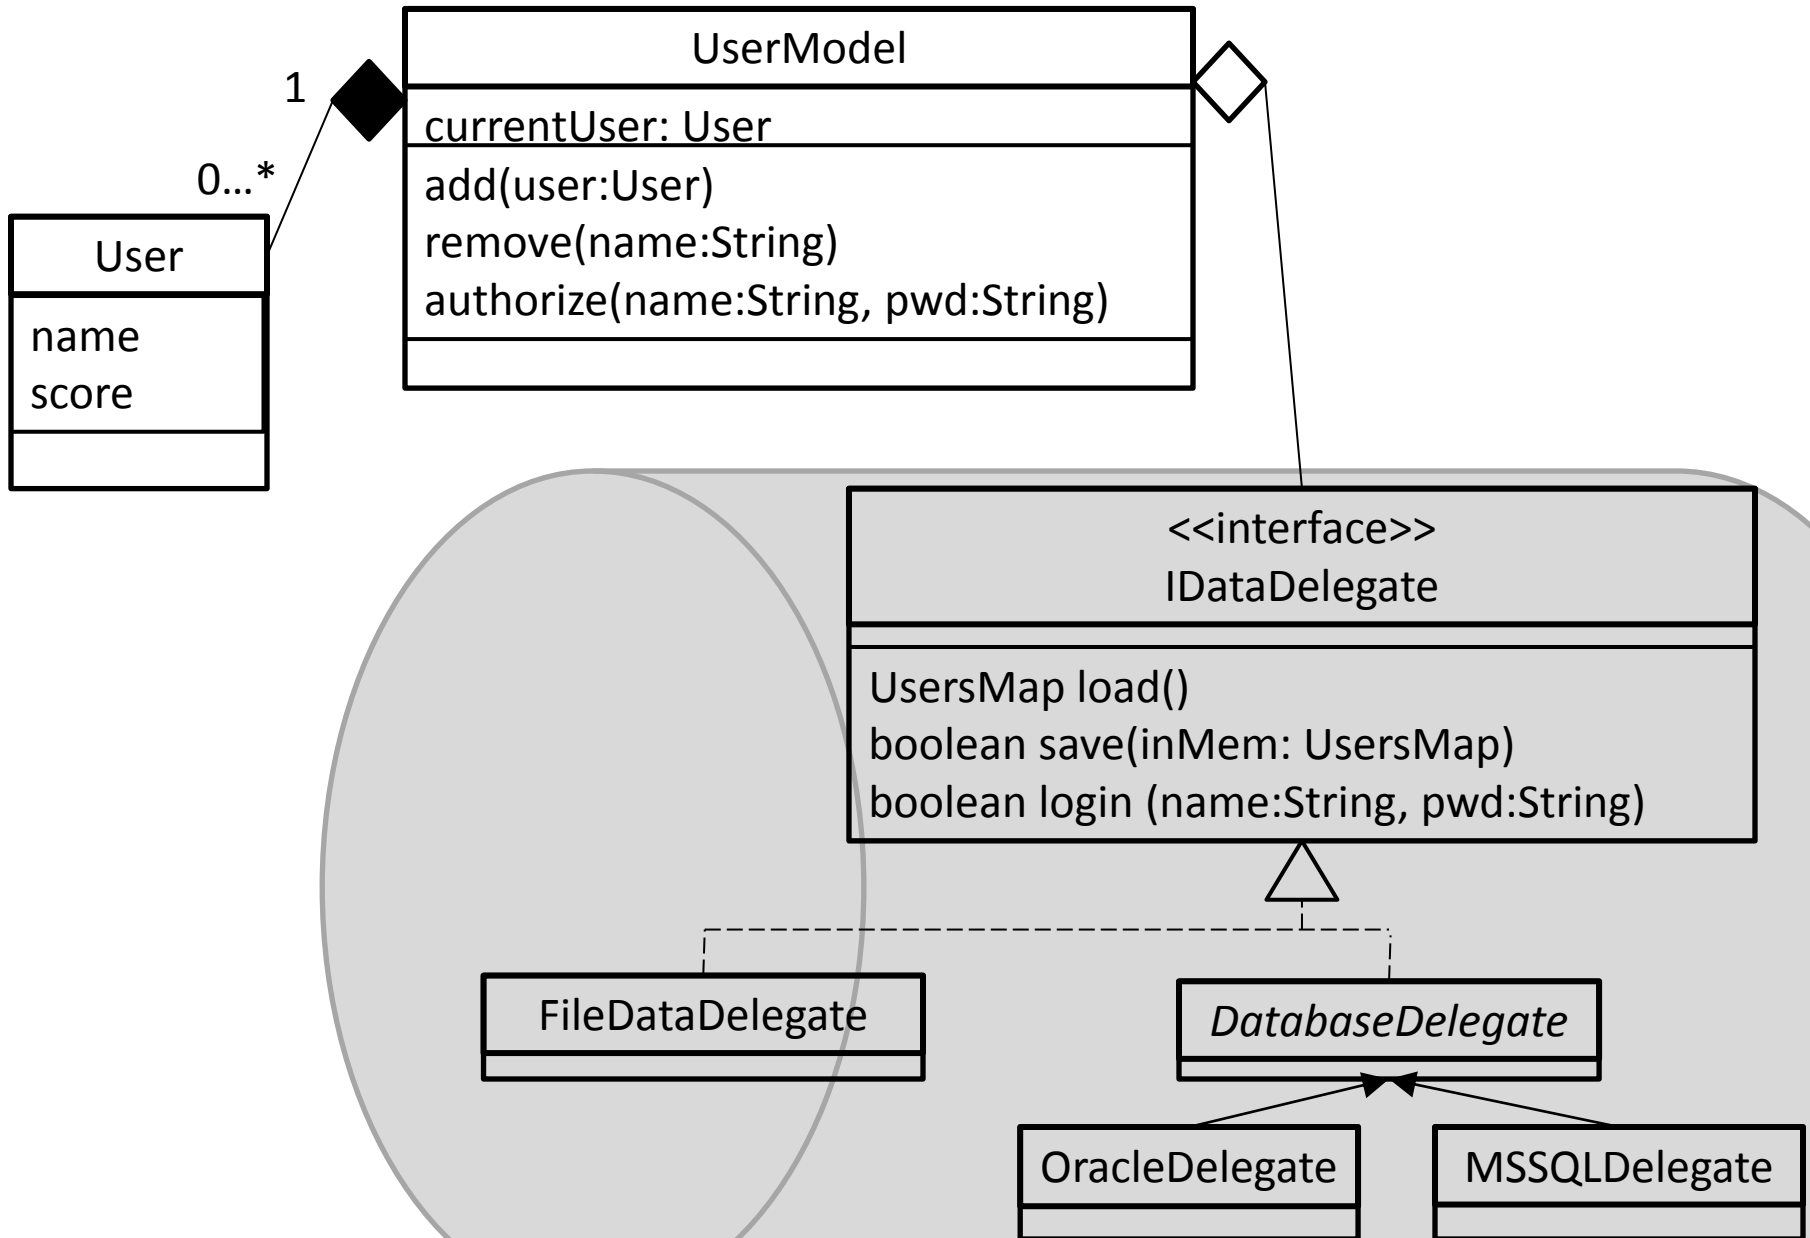 UserModel
1
currentUser: User
0...*
add(user:User)
remove(name:String)
authorize(name:String, pwd:String)
User
name
score
<<interface>>
IDataDelegate
UsersMap load()
boolean save(inMem: UsersMap)
boolean login (name:String, pwd:String)
FileDataDelegate
DatabaseDelegate
OracleDelegate
MSSQLDelegate